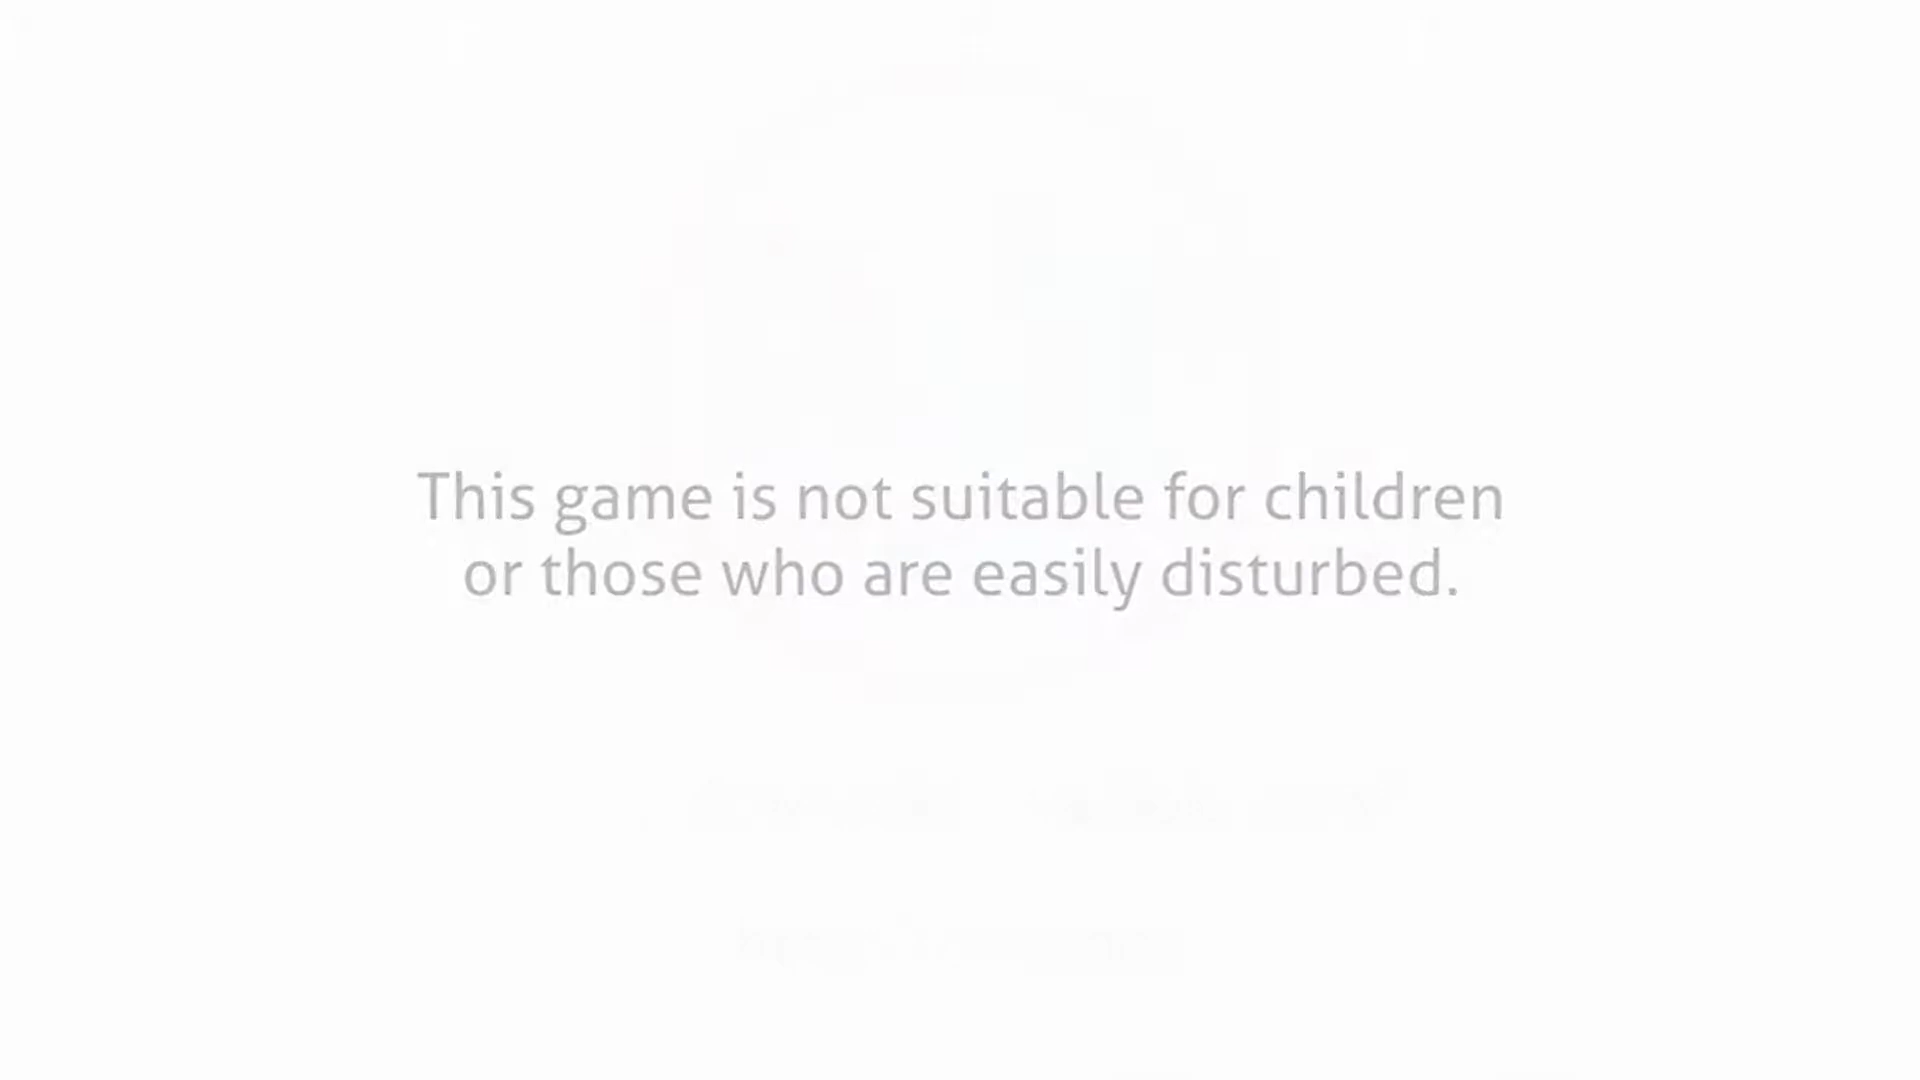 This game is not suitable for children
or those who are easily disturbed.